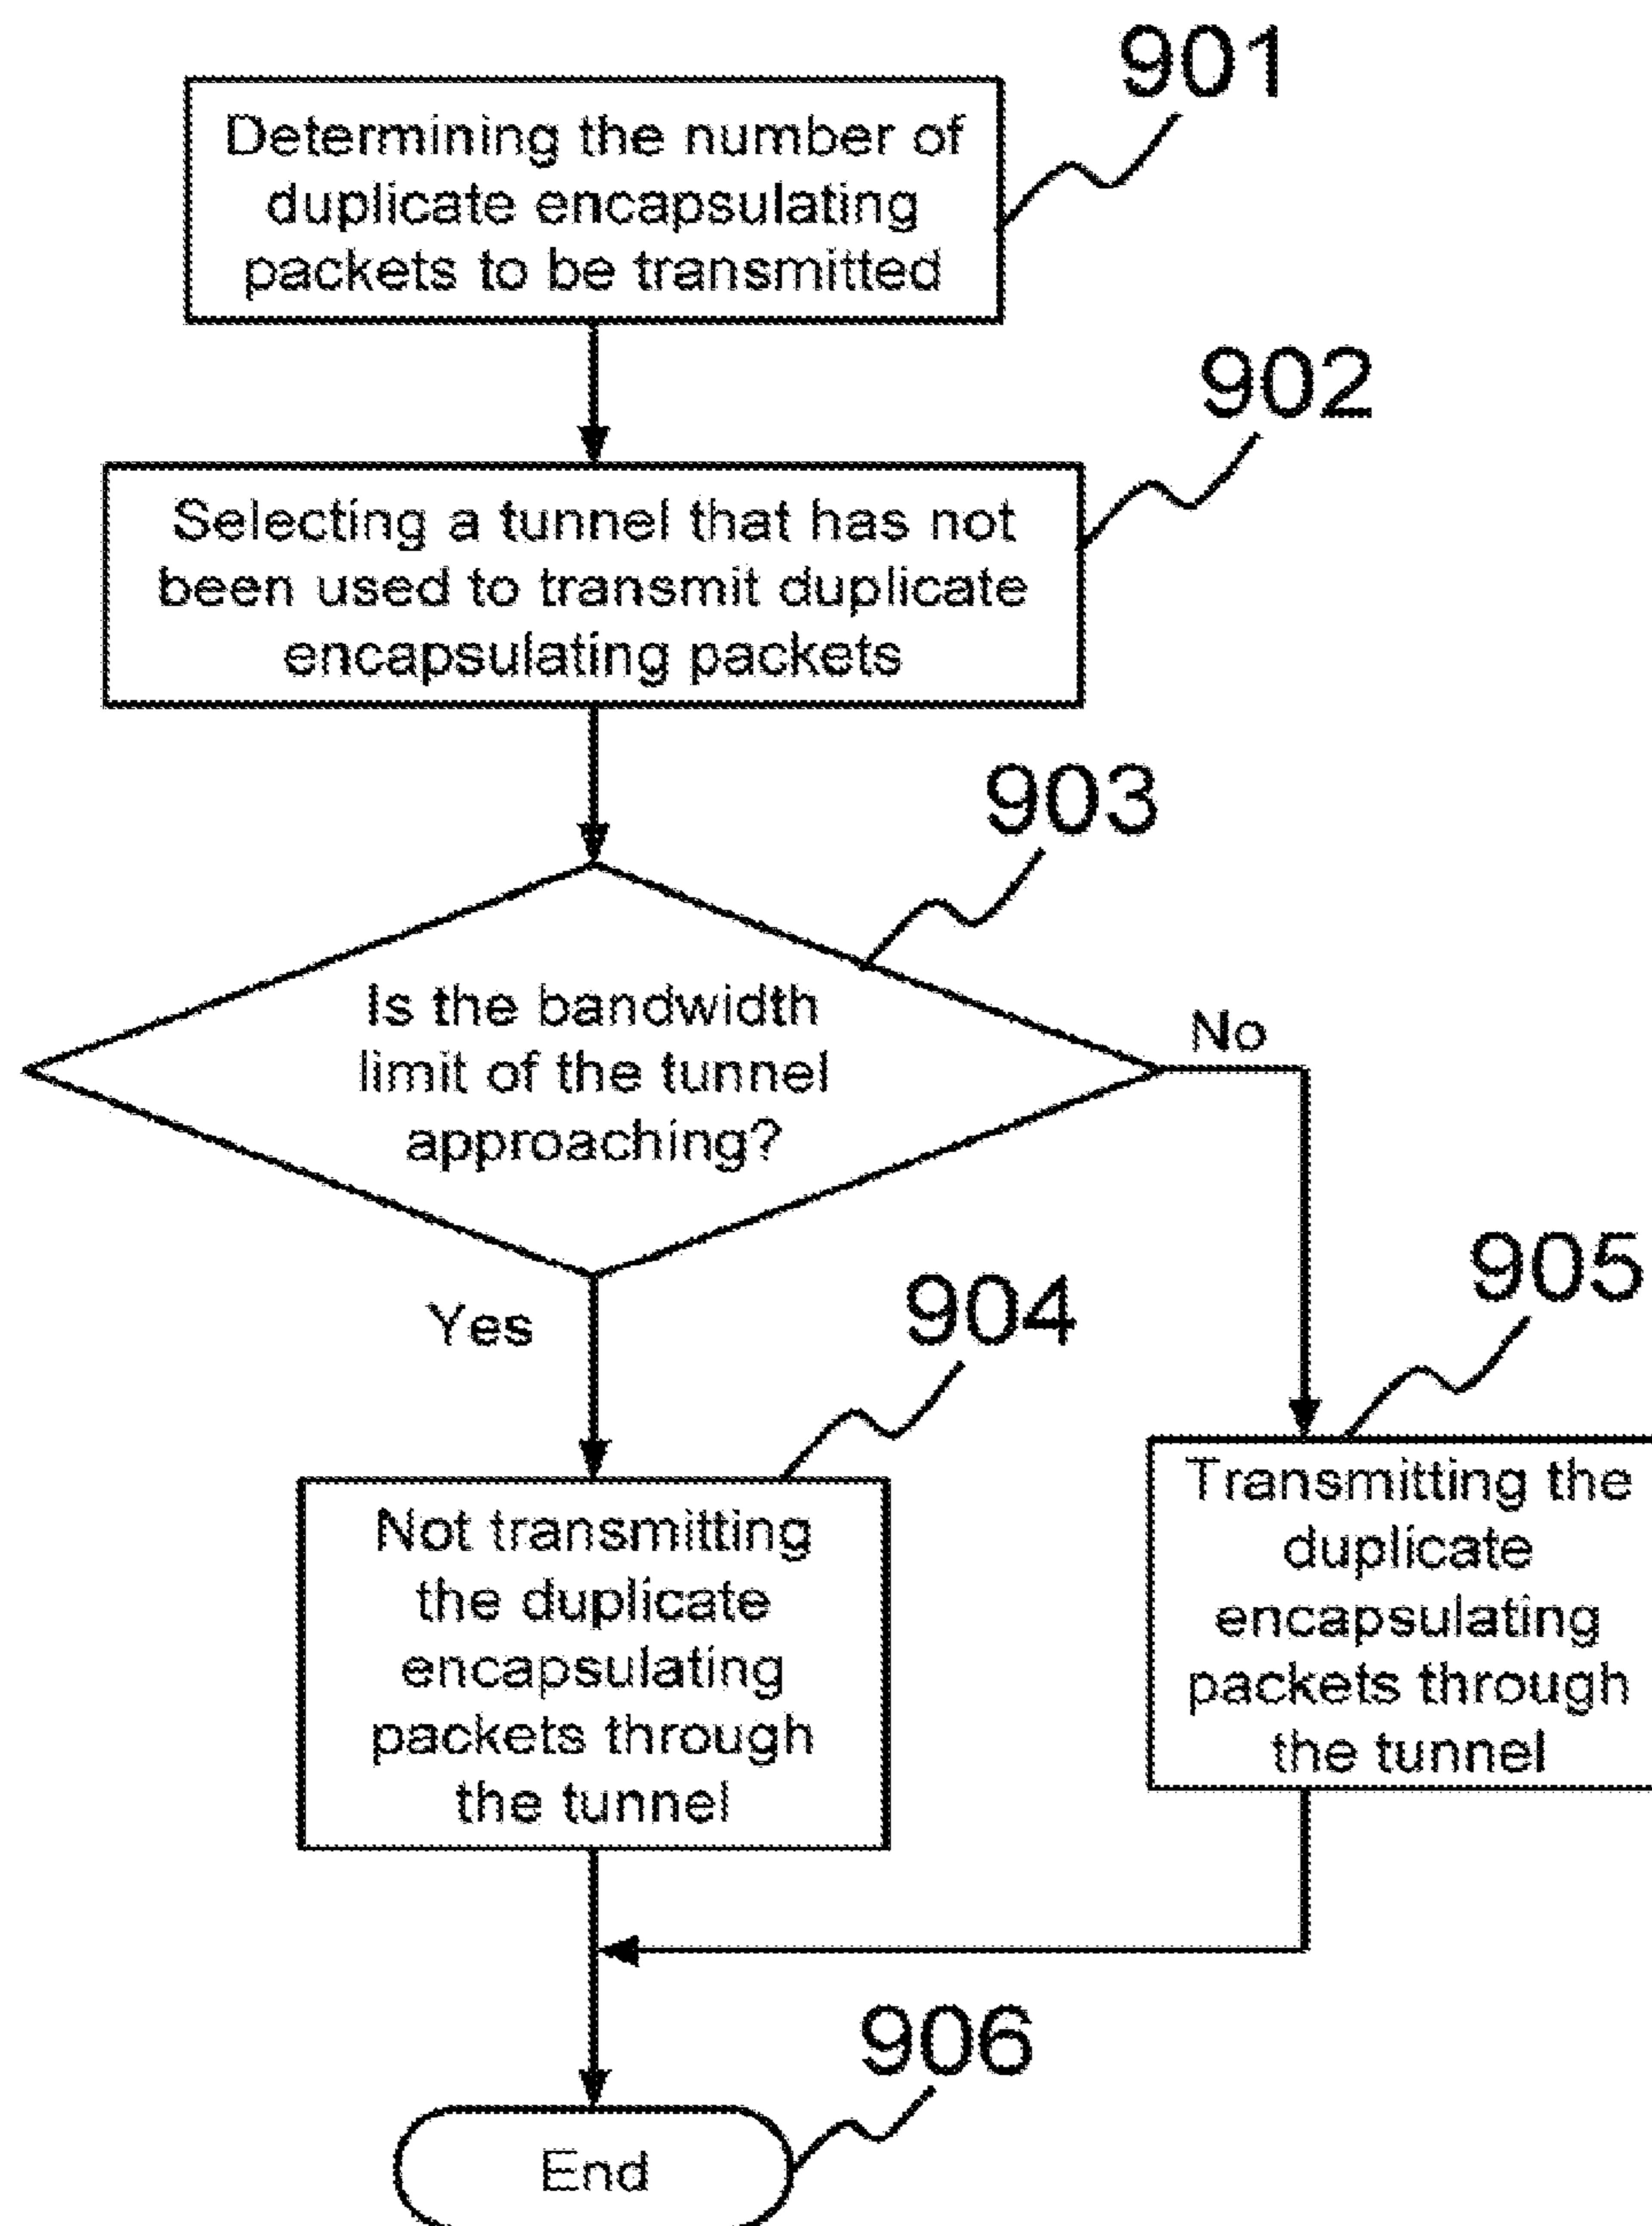 901
Determining the number of
duplicate encapsulating
packets to be transmitted
902
Selecting a tunnel that has not
been used to transmit duplicate
encapsulating packets
903
Is the bandwidth
limit of the tunnel
approaching?
No
Yes
904
Not transmitting
the duplicate
encapsulating
packets through
the tunnel
905
Transmitting the
duplicate
encapsulating
packets through
the tunnel
906
End